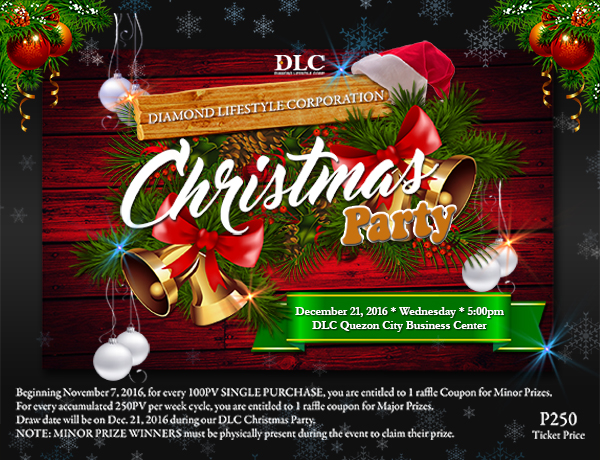 DLC
DIAMOND LIFESTYLE CORP
DIAMOND LIFESTYLE CORPORATION
Christmas
Party
December 21, 2016 * Wednesday * 5:00pm
DLC Quezon City Business Center
Beginning November 7, 2016, for every 100PV SINGLE PURCHASE, you are entitled to 1 raffle Coupon for Minor Prizes.
For every accumulated 250PV per week cycle, you are entitled to 1 raffle coupon for Major Prizes.
Draw date will be on Dec. 21, 2016 during our DLC Christmas Party.
NOTE: MINOR PRIZE WINNERS must be physically present during the event to claim their prize.
P250
Ticket Price